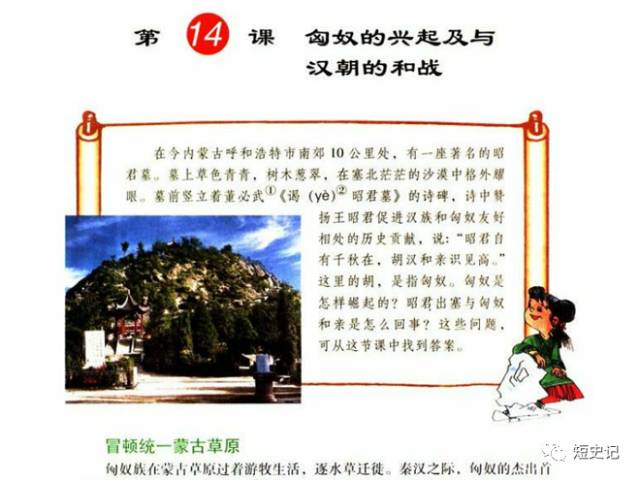 第 14 课 匈奴的兴起及与
汉朝的和战
在今内蒙古呼和浩特市南郊 10 公里处，有一座著名的昭
君墓。墓上草色青青，树木葱翠，在塞北茫茫的沙漠中格外耀
眼。墓前竖立着董必武①《谒 (yè)② 昭君墓》的诗碑，诗中赞
扬王昭君促进汉族和匈奴友好
相处的历史贡献，说：“昭君自
有千秋在，胡汉和亲识见高。”
这里的胡，是指匈奴。匈奴是
怎样崛起的？昭君出塞与匈奴
和亲是怎么回事？这些问题，
可从这节课中找到答案。
冒顿统一蒙古草原
匈奴族在蒙古草原过着游牧生活，逐水草迁徙。秦汉之际，匈奴的杰出首
短史记